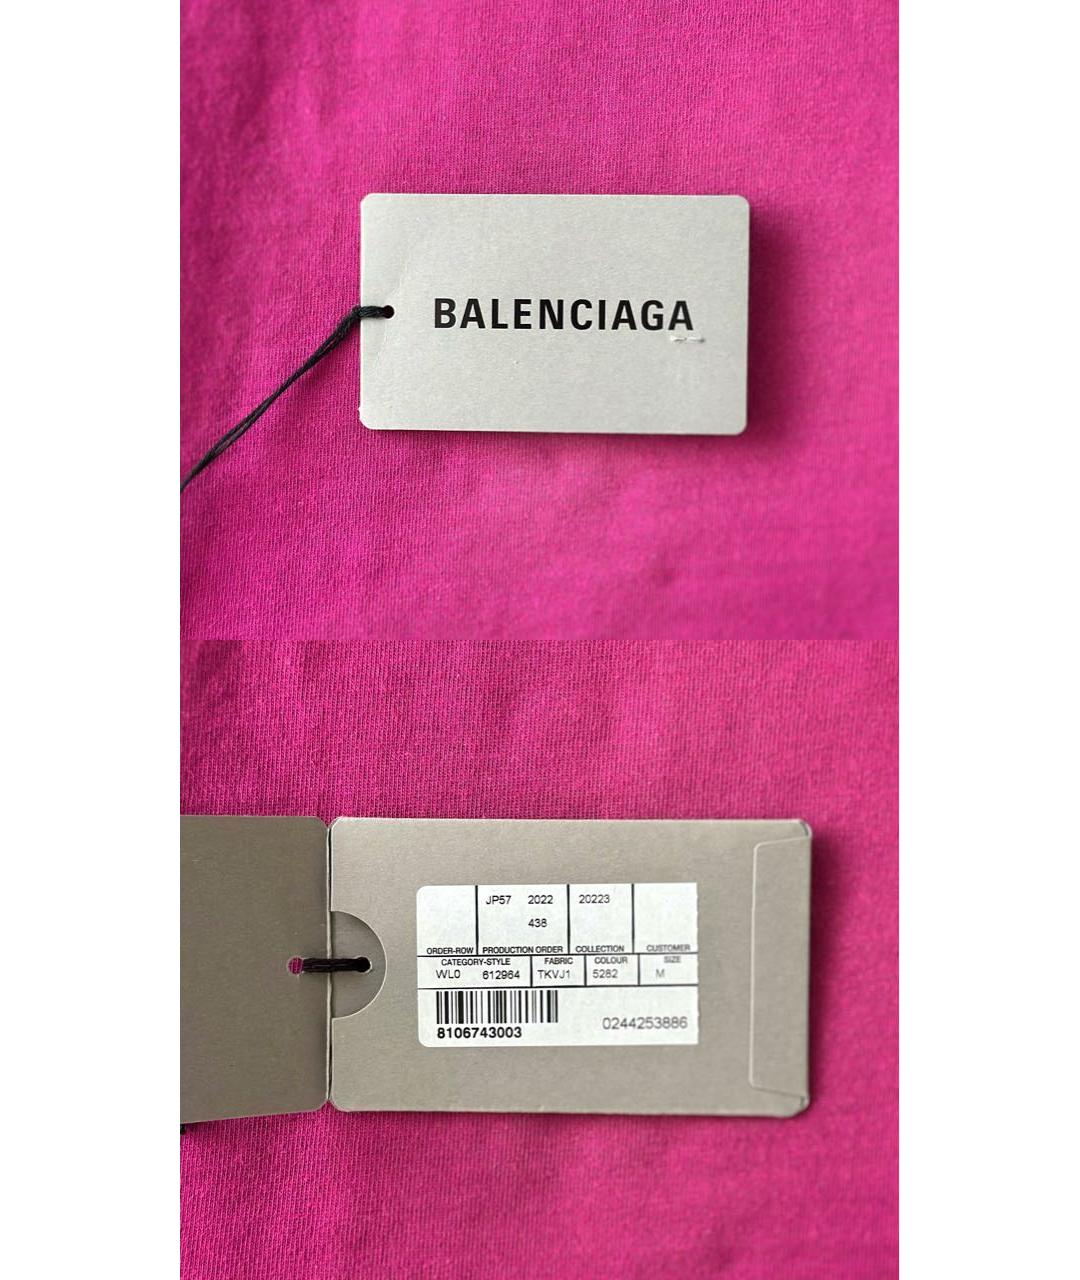 BALENCIAGA
JP57 2022 20223
438
ORDER-ROW PRODUCTION ORDER COLLECTION CUSTOMER
CATEGORY-STYLE FABRIC COLOUR SIZE
WL0 612964 TKVJ1 5282 M
8106743003 0244253886